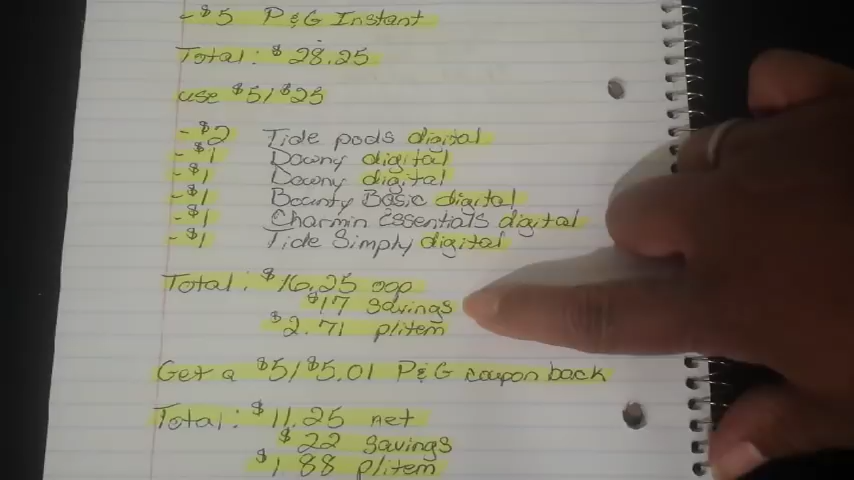 -$5 P&G Instant
Total: $28.25
use $5/$25
-$2 Tide pods digital
-$1 Downy digital
-$1 Downy digital
-$1 Bounty Basic digital
-$1 Charmin Essentials digital
-$1 Tide Simply digital
Total: $16.25 oop
$17 savings
$2.71 p/item
Get a $5/$5.01 P&G coupon back
Total: $11.25 net
$22 savings
$1.88 p/item